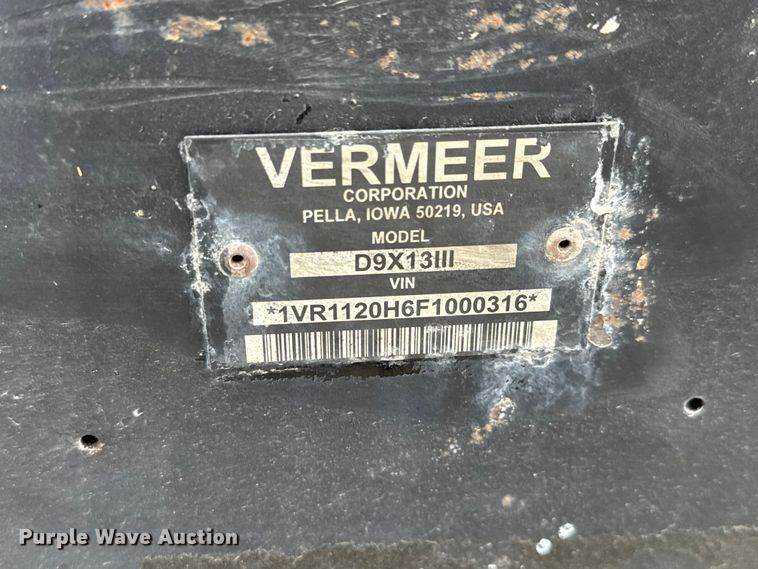 VERMEER
CORPORATION
PELLA, IOWA 50219, USA
MODEL
D9X13III
VIN
*1VR1120H6F1000316*
Purple Wave Auction